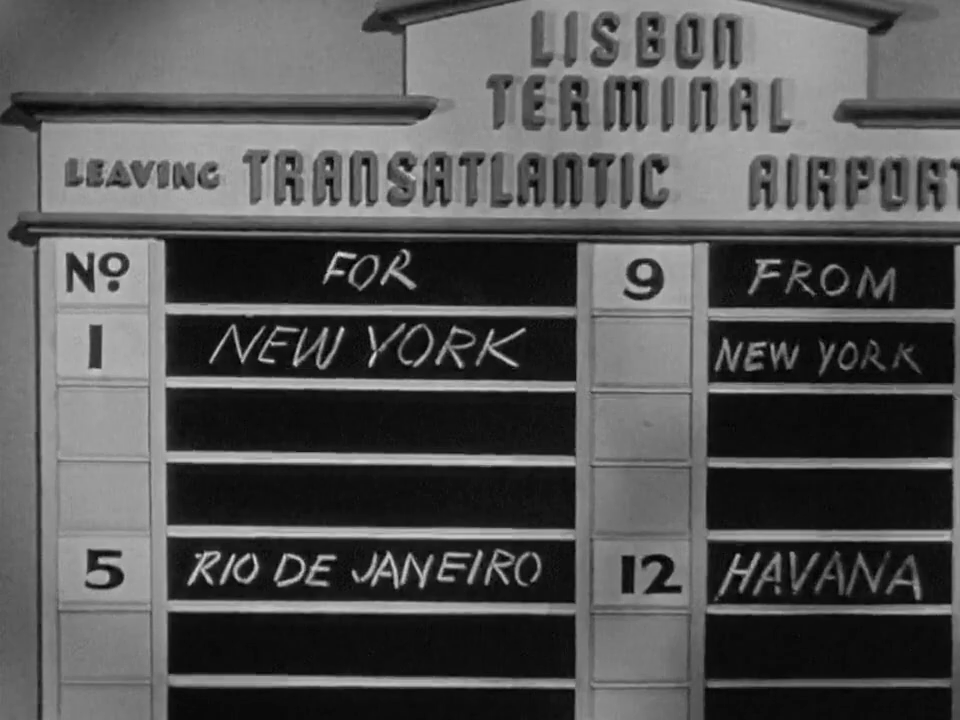 LISBON
TERMINAL
LEAVING TRANSATLANTIC AIRPORT
Nº FOR 9 FROM
1 NEW YORK NEW YORK
5 RIO DE JANEIRO 12 HAVANA